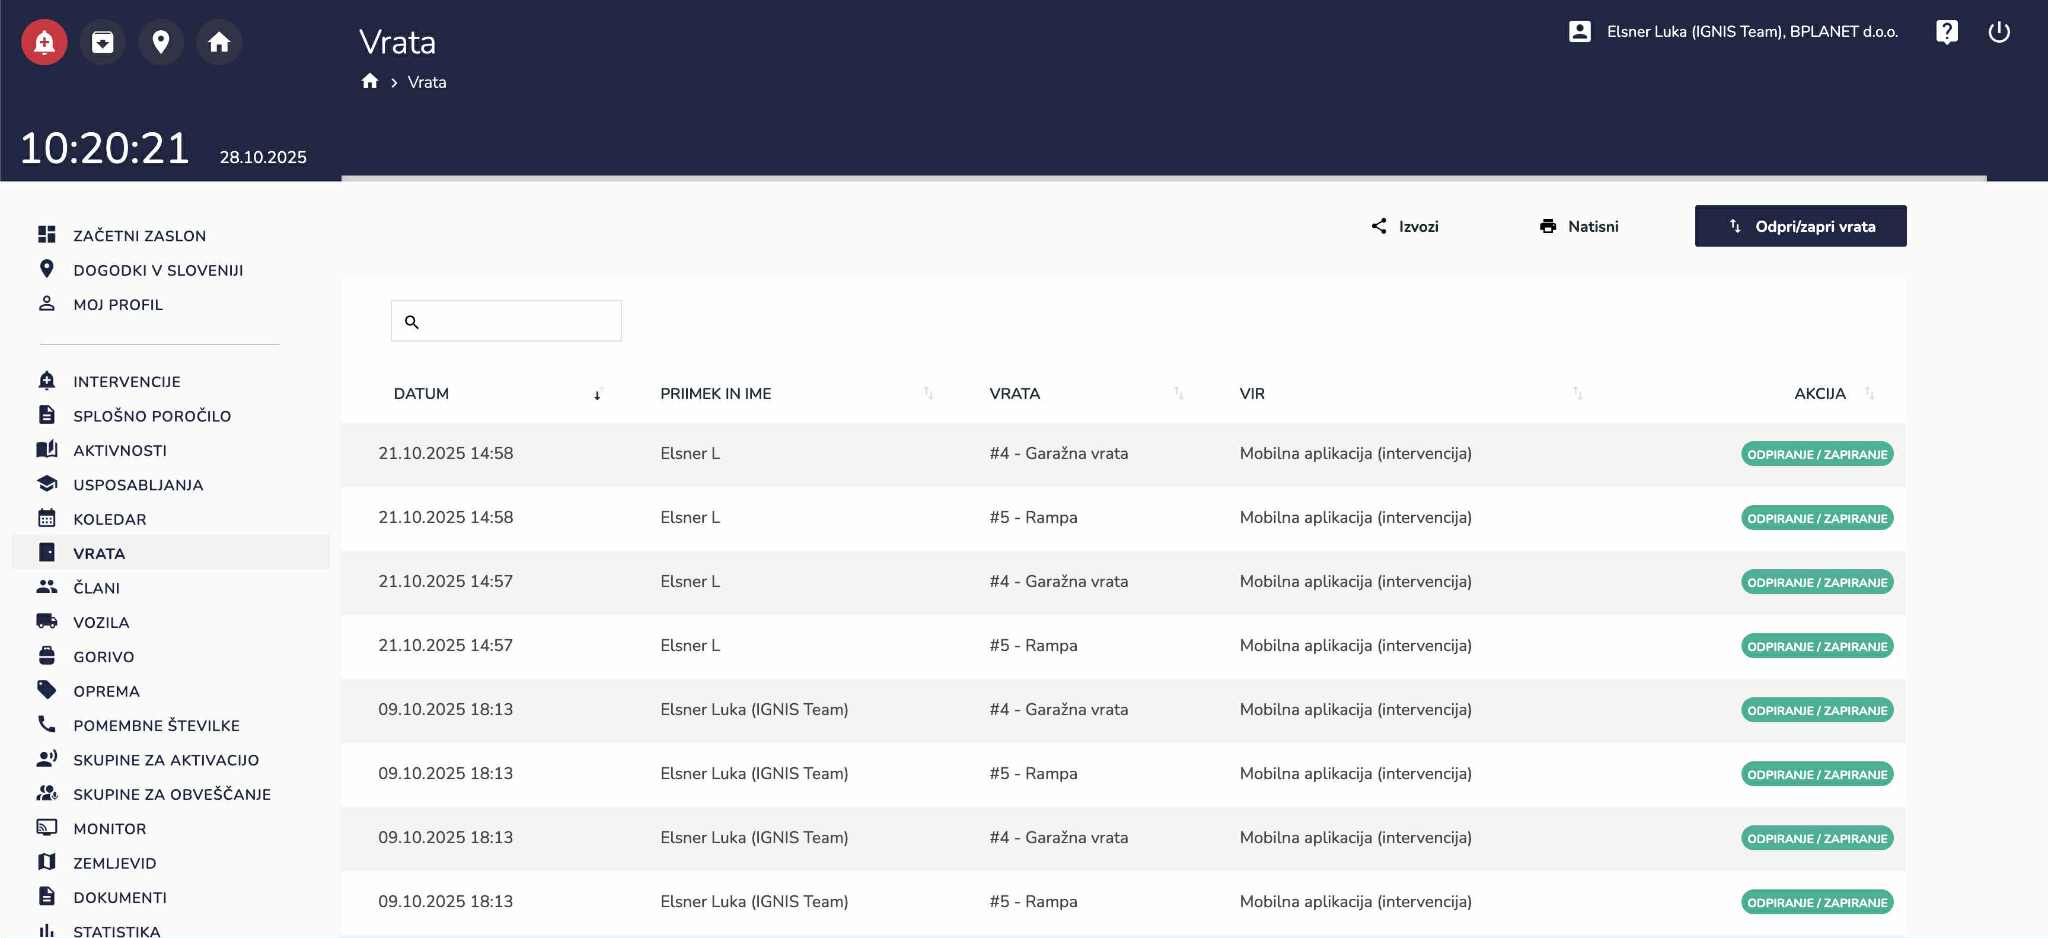 Vrata
Elsner Luka (IGNIS Team), BPLANET d.o.o.
Vrata
10:20:21 28.10.2025
Izvozi Natisni Odpri/zapri vrata
ZAČETNI ZASLON
DOGODKI V SLOVENIJI
MOJ PROFIL
INTERVENCIJE
SPLOŠNO POROČILO
AKTIVNOSTI
USPOSABLJANJA
KOLEDAR
VRATA
ČLANI
VOZILA
GORIVO
OPREMA
POMEMBNE ŠTEVILKE
SKUPINE ZA AKTIVACIJO
SKUPINE ZA OBVEŠČANJE
MONITOR
ZEMLJEVID
DOKUMENTI
STATISTIKA
DATUM PRIIMEK IN IME VRATA VIR AKCIJA
21.10.2025 14:58 Elsner L #4 - Garažna vrata Mobilna aplikacija (intervencija) ODPIRANJE / ZAPIRANJE
21.10.2025 14:58 Elsner L #5 - Rampa Mobilna aplikacija (intervencija) ODPIRANJE / ZAPIRANJE
21.10.2025 14:57 Elsner L #4 - Garažna vrata Mobilna aplikacija (intervencija) ODPIRANJE / ZAPIRANJE
21.10.2025 14:57 Elsner L #5 - Rampa Mobilna aplikacija (intervencija) ODPIRANJE / ZAPIRANJE
09.10.2025 18:13 Elsner Luka (IGNIS Team) #4 - Garažna vrata Mobilna aplikacija (intervencija) ODPIRANJE / ZAPIRANJE
09.10.2025 18:13 Elsner Luka (IGNIS Team) #5 - Rampa Mobilna aplikacija (intervencija) ODPIRANJE / ZAPIRANJE
09.10.2025 18:13 Elsner Luka (IGNIS Team) #4 - Garažna vrata Mobilna aplikacija (intervencija) ODPIRANJE / ZAPIRANJE
09.10.2025 18:13 Elsner Luka (IGNIS Team) #5 - Rampa Mobilna aplikacija (intervencija) ODPIRANJE / ZAPIRANJE